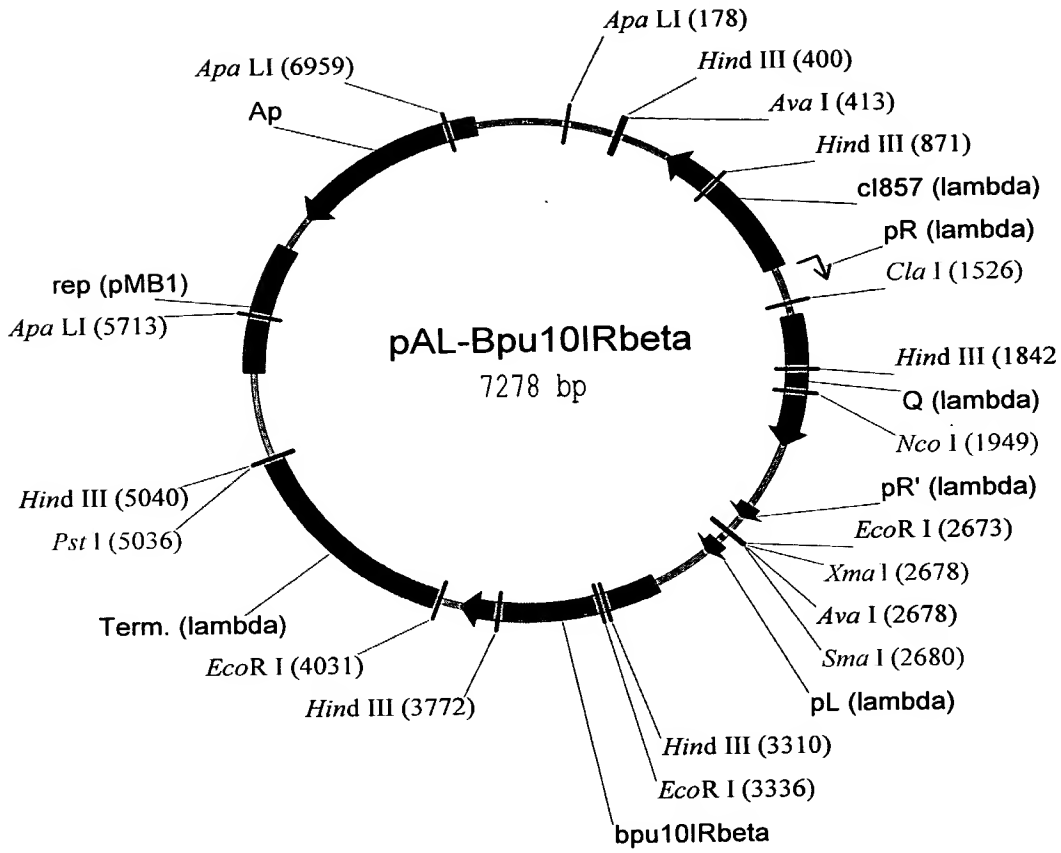 Apa LI (178)
Hind III (400)
Apa LI (6959)
Ava I (413)
Ap
Hind III (871)
cI857 (lambda)
pR (lambda)
Cla I (1526)
rep (pMB1)
Apa LI (5713)
pAL-Bpu10IRbeta
7278 bp
Hind III (1842
Q (lambda)
Nco I (1949)
pR' (lambda)
Hind III (5040)
EcoR I (2673)
Pst I (5036)
Xma I (2678)
Ava I (2678)
Term. (lambda)
Sma I (2680)
EcoR I (4031)
pL (lambda)
Hind III (3772)
Hind III (3310)
EcoR I (3336)
bpu10IRbeta